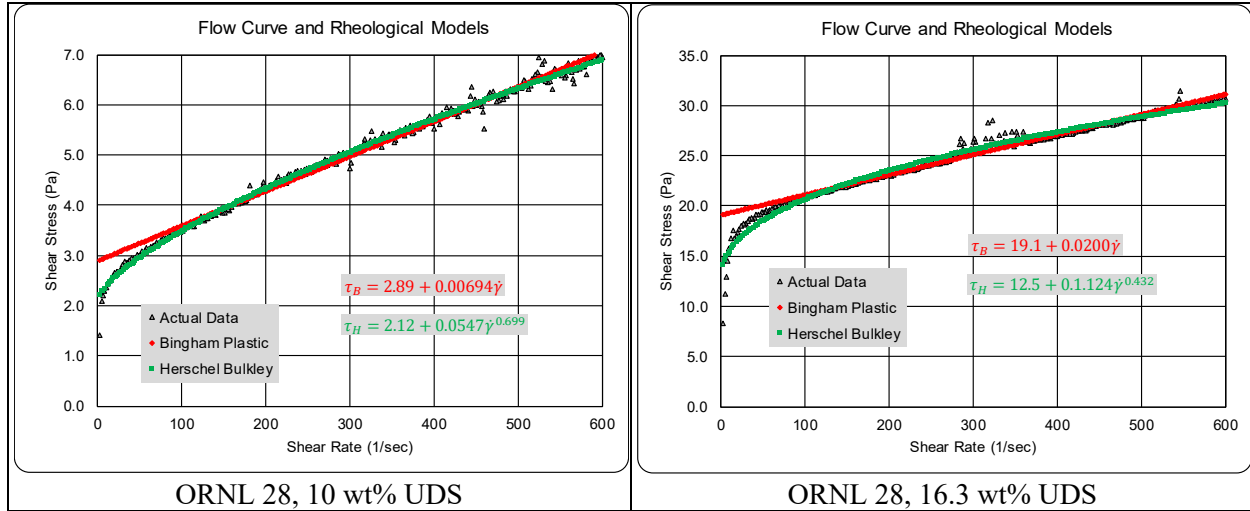 Flow Curve and Rheological Models
7.0
6.0
5.0
4.0
3.0
2.0
1.0
0.0
Shear Stress (Pa)
τ_B = 2.89 + 0.00694γ̇
τ_H = 2.12 + 0.0547γ̇^0.699
Actual Data
Bingham Plastic
Herschel Bulkley
0 100 200 300 400 500 600
Shear Rate (1/sec)
ORNL 28, 10 wt% UDS
Flow Curve and Rheological Models
35.0
30.0
25.0
20.0
15.0
10.0
5.0
0.0
Shear Stress (Pa)
τ_B = 19.1 + 0.0200γ̇
τ_H = 12.5 + 0.1.124γ̇^0.432
Actual Data
Bingham Plastic
Herschel Bulkley
0 100 200 300 400 500 600
Shear Rate (1/sec)
ORNL 28, 16.3 wt% UDS